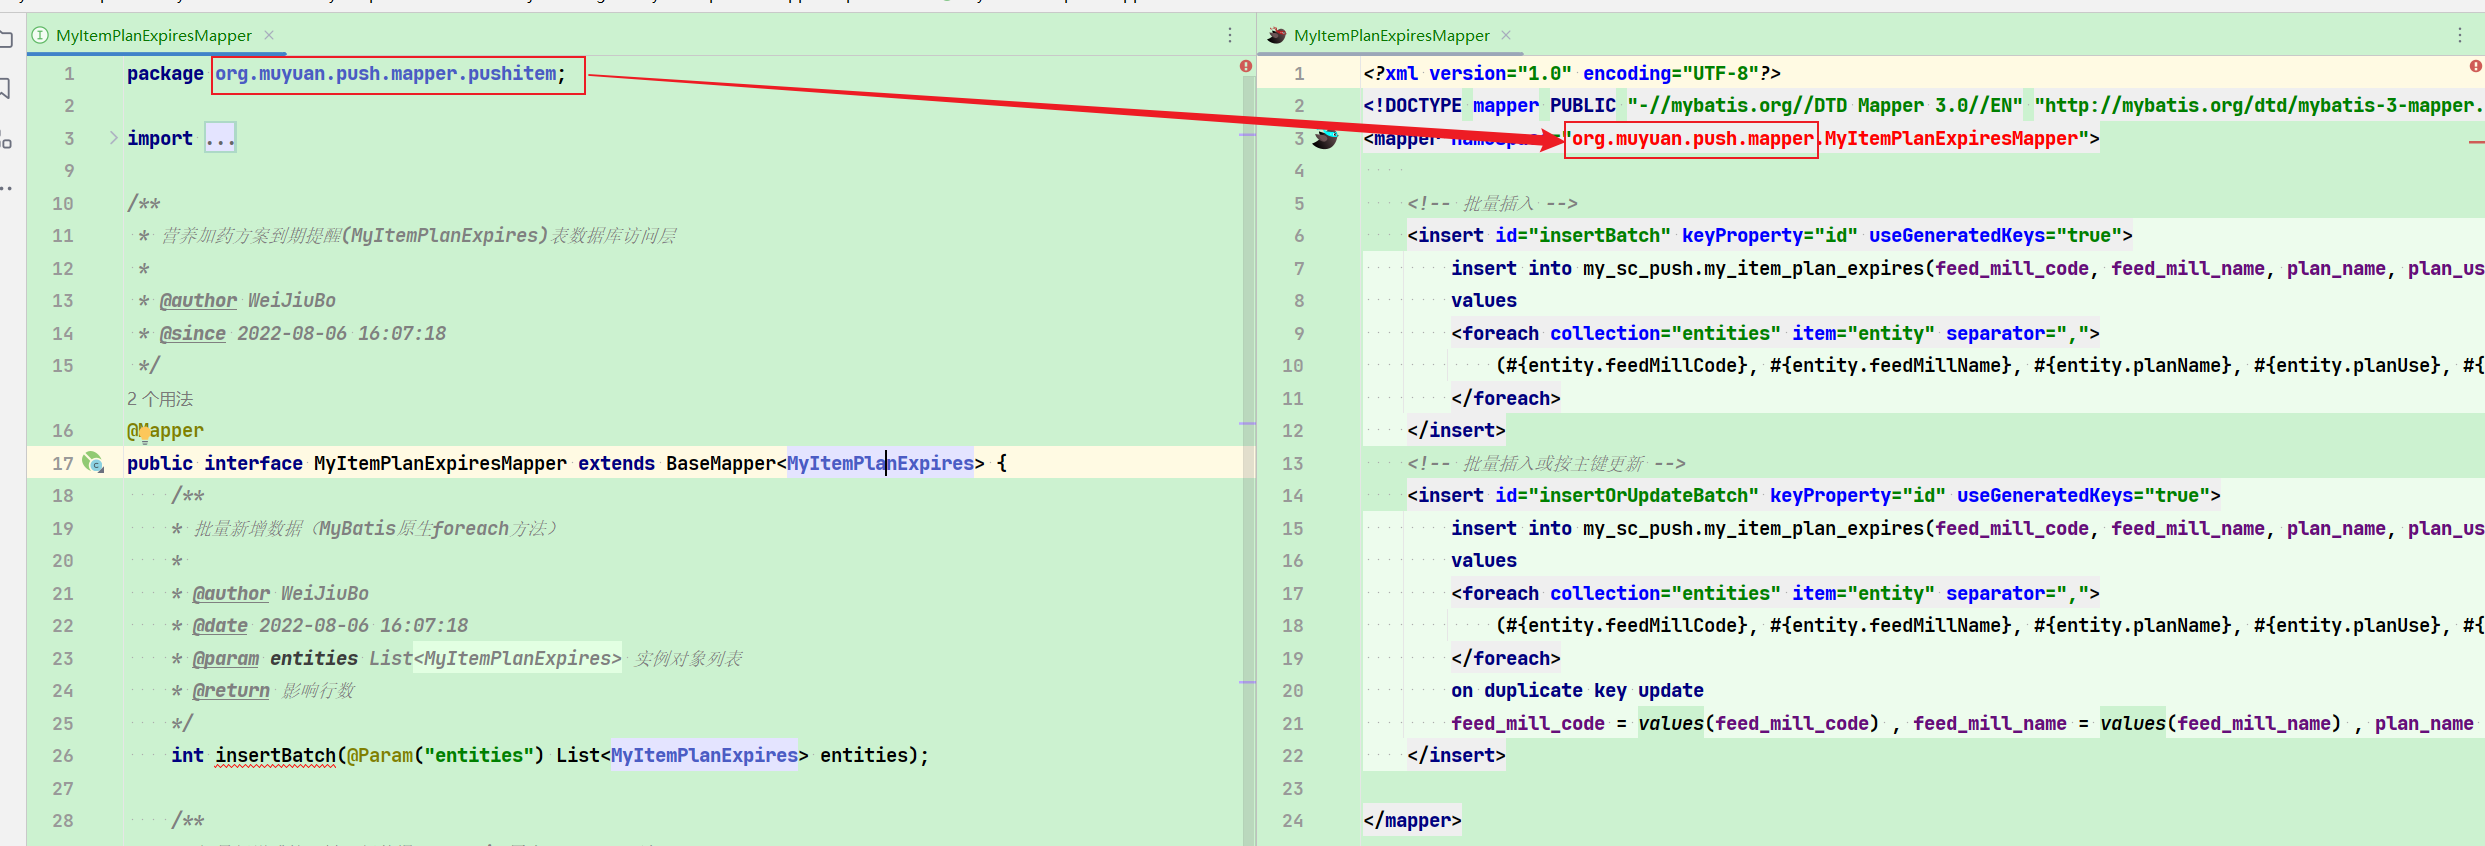 MyItemPlanExpiresMapper
1 package org.muyuan.push.mapper.pushitem;
2
3 import ...
9
10 /**
11 * 营养加药方案到期提醒(MyItemPlanExpires)表数据库访问层
12 *
13 * @author WeiJiuBo
14 * @since 2022-08-06 16:07:18
15 */
2 个用法
16 @Mapper
17 public interface MyItemPlanExpiresMapper extends BaseMapper<MyItemPlanExpires> {
18 /**
19 * 批量新增数据（MyBatis原生foreach方法）
20 *
21 * @author WeiJiuBo
22 * @date 2022-08-06 16:07:18
23 * @param entities List<MyItemPlanExpires> 实例对象列表
24 * @return 影响行数
25 */
26 int insertBatch(@Param("entities") List<MyItemPlanExpires> entities);
27
28 /**
MyItemPlanExpiresMapper
1 <?xml version="1.0" encoding="UTF-8"?>
2 <!DOCTYPE mapper PUBLIC "-//mybatis.org//DTD Mapper 3.0//EN" "http://mybatis.org/dtd/mybatis-3-mapper.
3 <mapper namespace="org.muyuan.push.mapper.MyItemPlanExpiresMapper">
4
5 <!-- 批量插入 -->
6 <insert id="insertBatch" keyProperty="id" useGeneratedKeys="true">
7 insert into my_sc_push.my_item_plan_expires(feed_mill_code, feed_mill_name, plan_name, plan_us
8 values
9 <foreach collection="entities" item="entity" separator=",">
10 (#{entity.feedMillCode}, #{entity.feedMillName}, #{entity.planName}, #{entity.planUse}, #{
11 </foreach>
12 </insert>
13 <!-- 批量插入或按主键更新 -->
14 <insert id="insertOrUpdateBatch" keyProperty="id" useGeneratedKeys="true">
15 insert into my_sc_push.my_item_plan_expires(feed_mill_code, feed_mill_name, plan_name, plan_us
16 values
17 <foreach collection="entities" item="entity" separator=",">
18 (#{entity.feedMillCode}, #{entity.feedMillName}, #{entity.planName}, #{entity.planUse}, #{
19 </foreach>
20 on duplicate key update
21 feed_mill_code = values(feed_mill_code) , feed_mill_name = values(feed_mill_name) , plan_name
22 </insert>
23
24 </mapper>